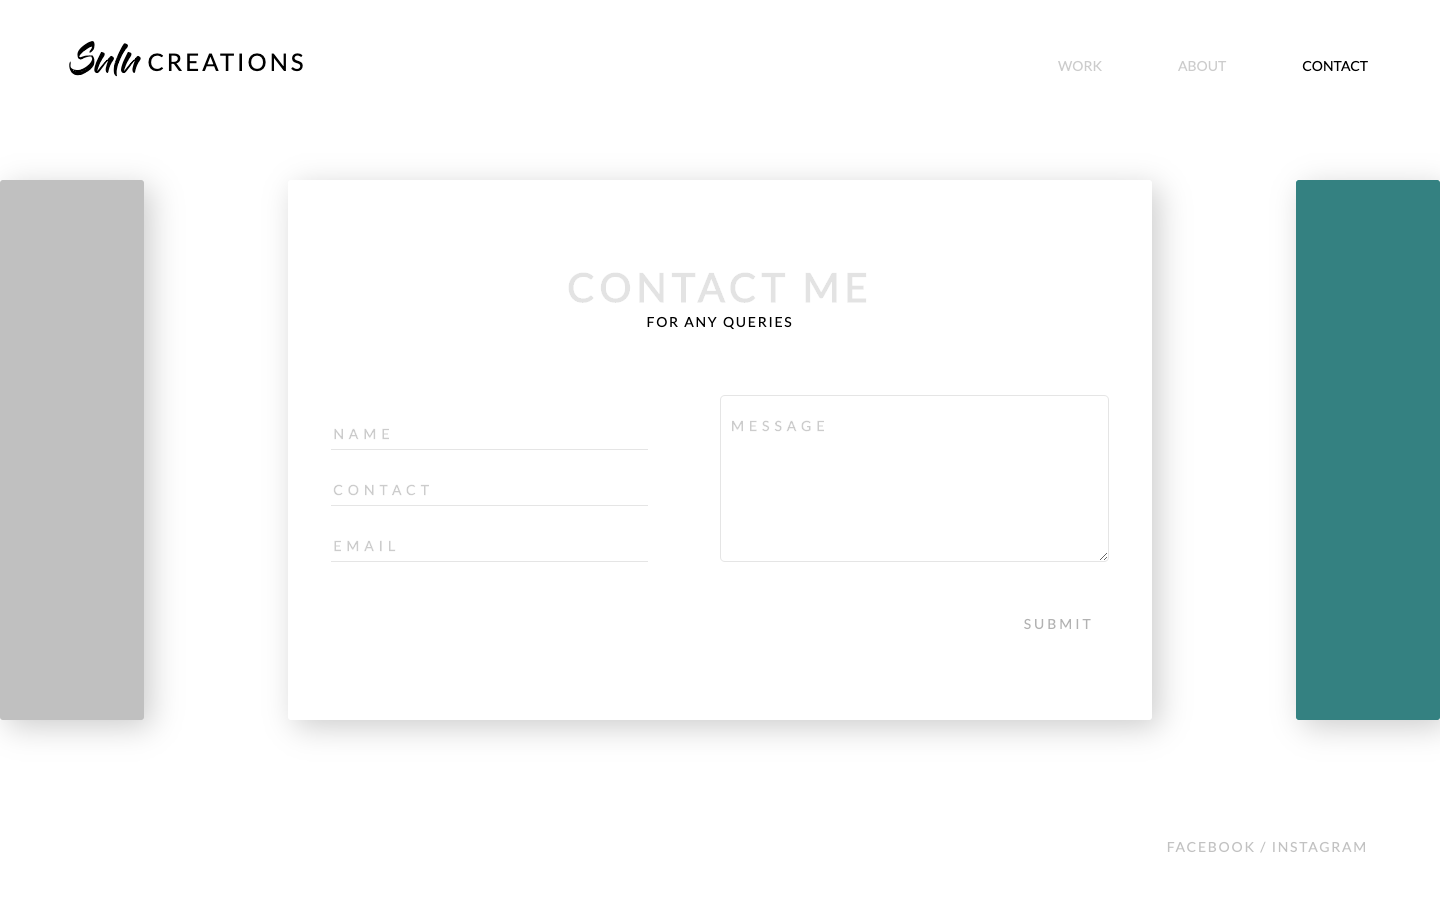 Sulu CREATIONS
WORK ABOUT CONTACT
CONTACT ME
FOR ANY QUERIES
NAME
CONTACT
EMAIL
MESSAGE
SUBMIT
FACEBOOK / INSTAGRAM